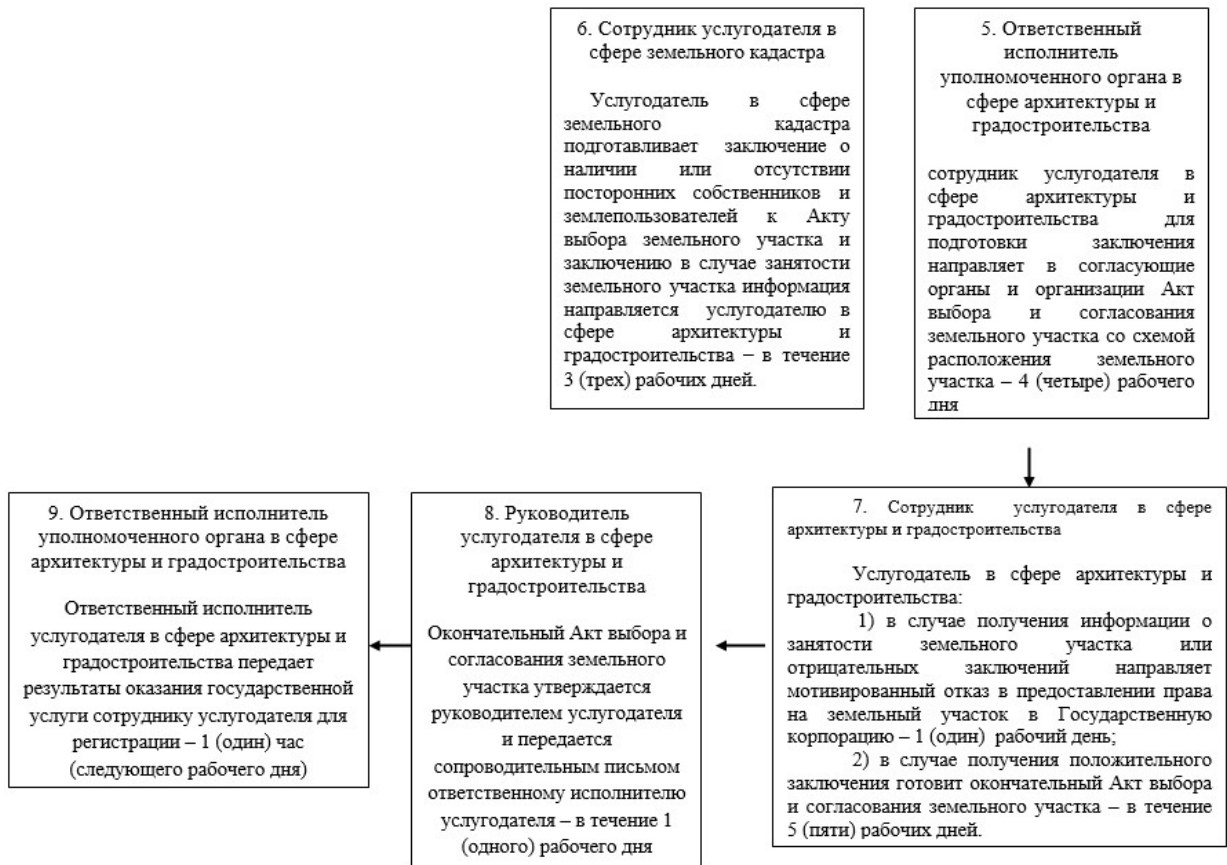 6. Сотрудник услугодателя в
сфере земельного кадастра
Услугодатель в сфере
земельного кадастра
подготавливает заключение о
наличии или отсутствии
посторонних собственников и
землепользователей к Акту
выбора земельного участка и
заключению в случае занятости
земельного участка информация
направляется услугодателю в
сфере архитектуры и
градостроительства – в течение
3 (трех) рабочих дней.
5. Ответственный
исполнитель
уполномоченного органа в
сфере архитектуры и
градостроительства
сотрудник услугодателя в
сфере архитектуры и
градостроительства для
подготовки заключения
направляет в согласующие
органы и организации Акт
выбора и согласования
земельного участка со схемой
расположения земельного
участка – 4 (четыре) рабочего
дня
9. Ответственный исполнитель
уполномоченного органа в сфере
архитектуры и градостроительства
Ответственный исполнитель
услугодателя в сфере архитектуры и
градостроительства передает
результаты оказания государственной
услуги сотруднику услугодателя для
регистрации – 1 (один) час
(следующего рабочего дня)
8. Руководитель
услугодателя в сфере
архитектуры и
градостроительства
Окончательный Акт выбора и
согласования земельного
участка утверждается
руководителем услугодателя
и передается
сопроводительным письмом
ответственному исполнителю
услугодателя – в течение 1
(одного) рабочего дня
7. Сотрудник услугодателя в сфере
архитектуры и градостроительства
Услугодатель в сфере архитектуры и
градостроительства:
1) в случае получения информации о
занятости земельного участка или
отрицательных заключений направляет
мотивированный отказ в предоставлении права
на земельный участок в Государственную
корпорацию – 1 (один) рабочий день;
2) в случае получения положительного
заключения готовит окончательный Акт выбора
и согласования земельного участка – в течение
5 (пяти) рабочих дней.